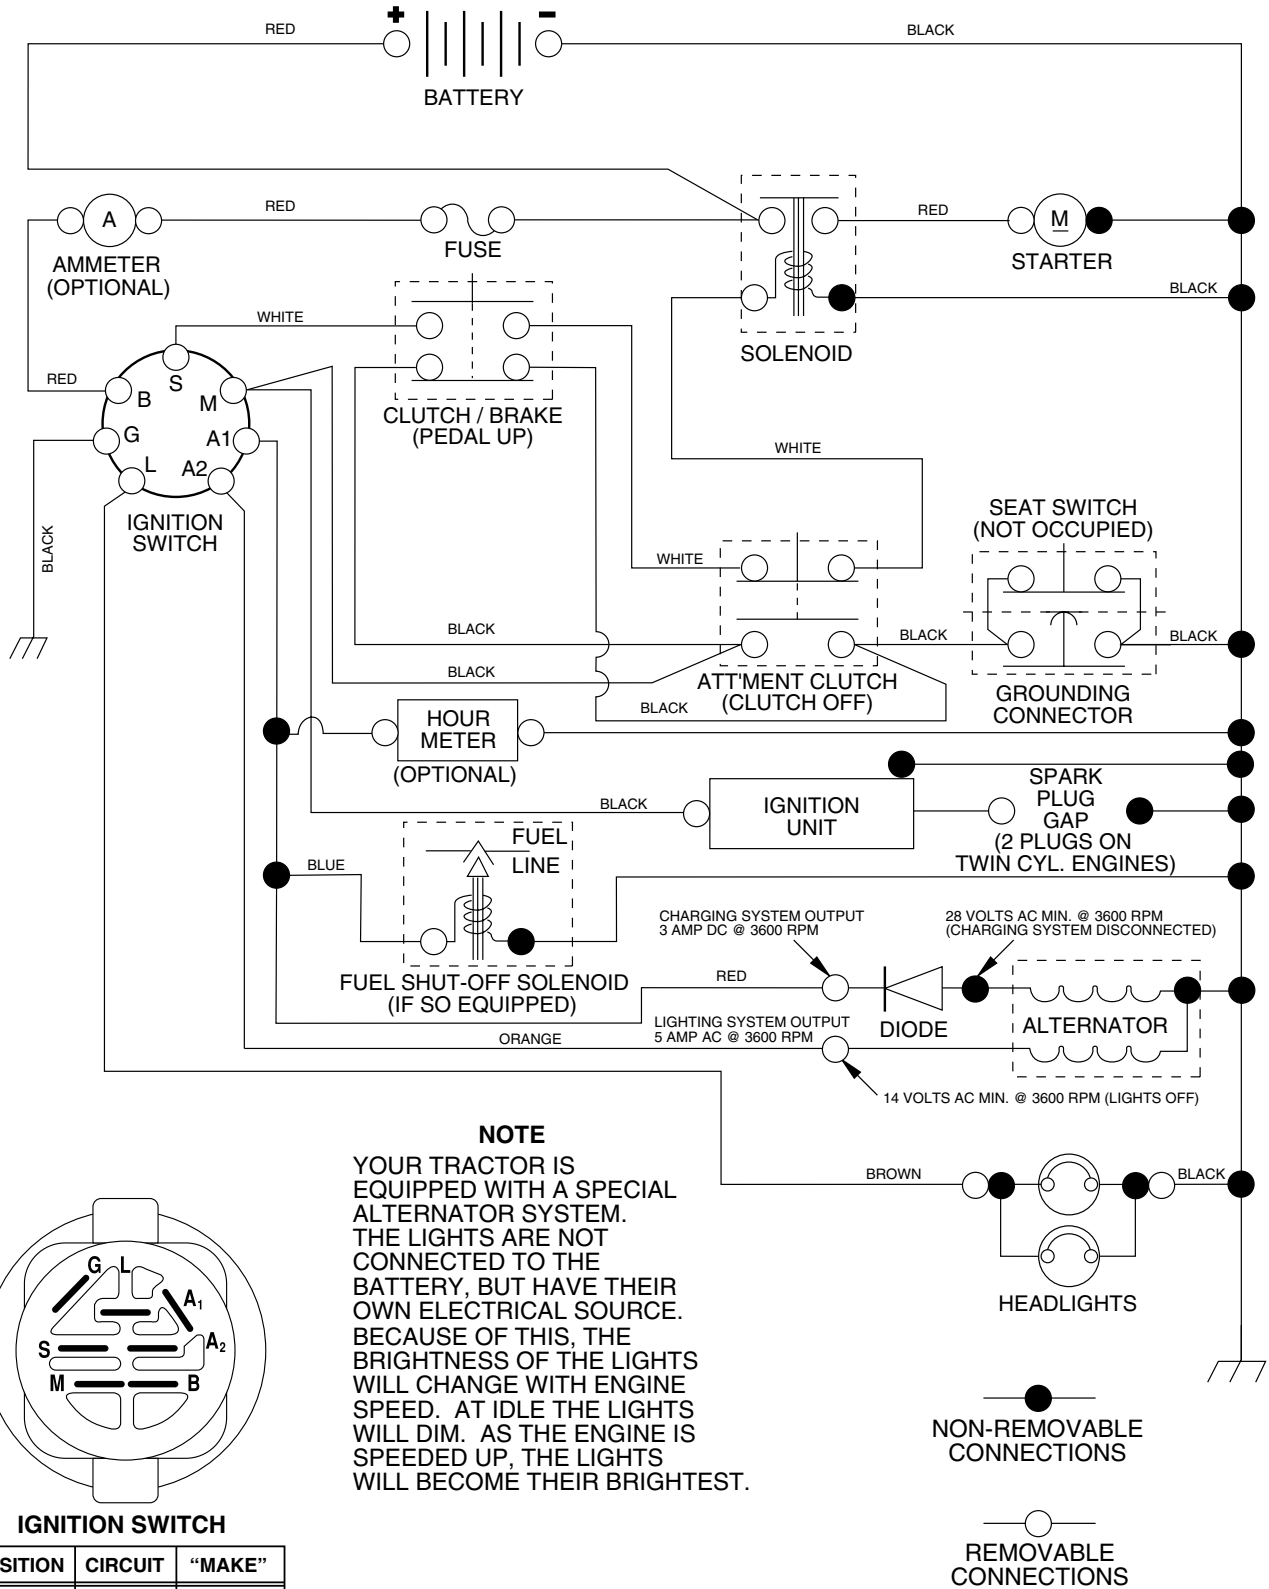 + −
RED
BLACK
BATTERY
A
RED
FUSE
RED
M
STARTER
AMMETER
(OPTIONAL)
BLACK
WHITE
SOLENOID
RED
S
B
M
G
A1
L
A2
CLUTCH / BRAKE
(PEDAL UP)
WHITE
IGNITION
SWITCH
BLACK
SEAT SWITCH
(NOT OCCUPIED)
WHITE
BLACK
BLACK
BLACK
BLACK
ATT'MENT CLUTCH
(CLUTCH OFF)
GROUNDING
CONNECTOR
BLACK
HOUR
METER
(OPTIONAL)
BLACK
IGNITION
UNIT
SPARK
PLUG
GAP
(2 PLUGS ON
TWIN CYL. ENGINES)
FUEL
LINE
BLUE
FUEL SHUT-OFF SOLENOID
(IF SO EQUIPPED)
CHARGING SYSTEM OUTPUT
3 AMP DC @ 3600 RPM
28 VOLTS AC MIN. @ 3600 RPM
(CHARGING SYSTEM DISCONNECTED)
RED
DIODE
ALTERNATOR
LIGHTING SYSTEM OUTPUT
5 AMP AC @ 3600 RPM
ORANGE
14 VOLTS AC MIN. @ 3600 RPM (LIGHTS OFF)
NOTE
YOUR TRACTOR IS
EQUIPPED WITH A SPECIAL
ALTERNATOR SYSTEM.
THE LIGHTS ARE NOT
CONNECTED TO THE
BATTERY, BUT HAVE THEIR
OWN ELECTRICAL SOURCE.
BECAUSE OF THIS, THE
BRIGHTNESS OF THE LIGHTS
WILL CHANGE WITH ENGINE
SPEED. AT IDLE THE LIGHTS
WILL DIM. AS THE ENGINE IS
SPEEDED UP, THE LIGHTS
WILL BECOME THEIR BRIGHTEST.
BROWN
BLACK
HEADLIGHTS
G L
A1
A2
S
M
B
IGNITION SWITCH
SITION CIRCUIT “MAKE”
NON-REMOVABLE
CONNECTIONS
REMOVABLE
CONNECTIONS